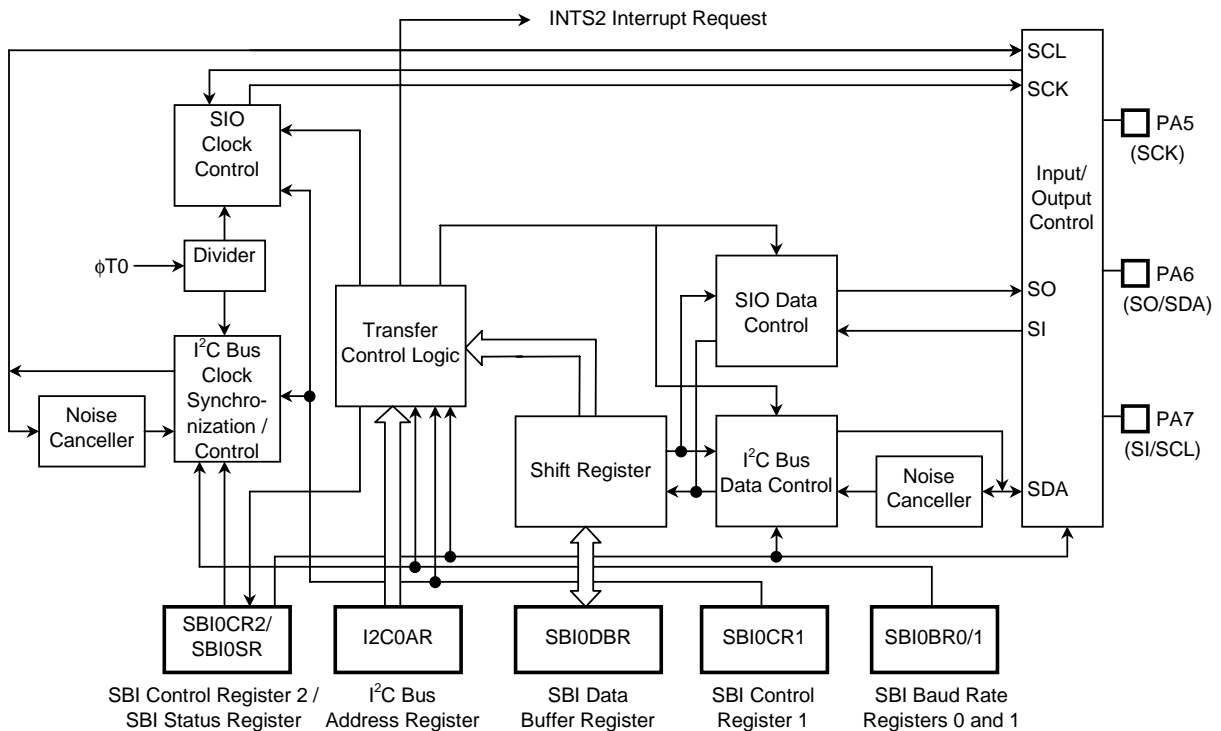 INTS2 Interrupt Request
SCL
SCK
SIO
Clock
Control
PA5
(SCK)
Input/
Output
Control
Divider
ϕT0
PA6
(SO/SDA)
SO
SI
SIO Data
Control
Transfer
Control Logic
I²C Bus
Clock
Synchro-
nization /
Control
Noise
Canceller
PA7
(SI/SCL)
Shift Register
I²C Bus
Data Control
Noise
Canceller
SDA
SBI0CR2/
SBI0SR
I2C0AR
SBI0DBR
SBI0CR1
SBI0BR0/1
SBI Control Register 2 /
SBI Status Register
I²C Bus
Address Register
SBI Data
Buffer Register
SBI Control
Register 1
SBI Baud Rate
Registers 0 and 1